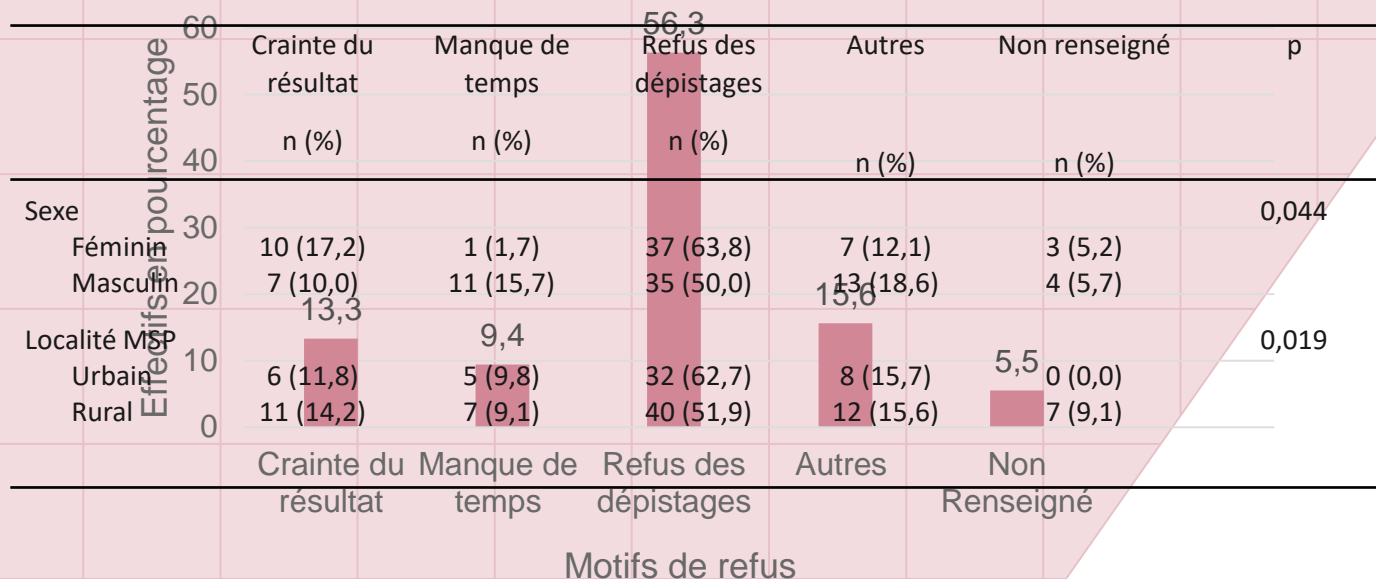 Crainte du résultat
Manque de temps
Refus des dépistages
Autres
Non renseigné
p
n (%)
n (%)
n (%)
n (%)
n (%)
Sexe 0,044
Féminin 10 (17,2) 1 (1,7) 37 (63,8) 7 (12,1) 3 (5,2)
Masculin 7 (10,0) 11 (15,7) 35 (50,0) 13 (18,6) 4 (5,7)
Localité MSP 0,019
Urbain 6 (11,8) 5 (9,8) 32 (62,7) 8 (15,7) 0 (0,0)
Rural 11 (14,2) 7 (9,1) 40 (51,9) 12 (15,6) 7 (9,1)
Effectifs en pourcentage
60
50
40
30
20
10
0
13,3
9,4
56,3
15,6
5,5
Crainte du
résultat
Manque de
temps
Refus des
dépistages
Autres
Non
Renseigné
Motifs de refus